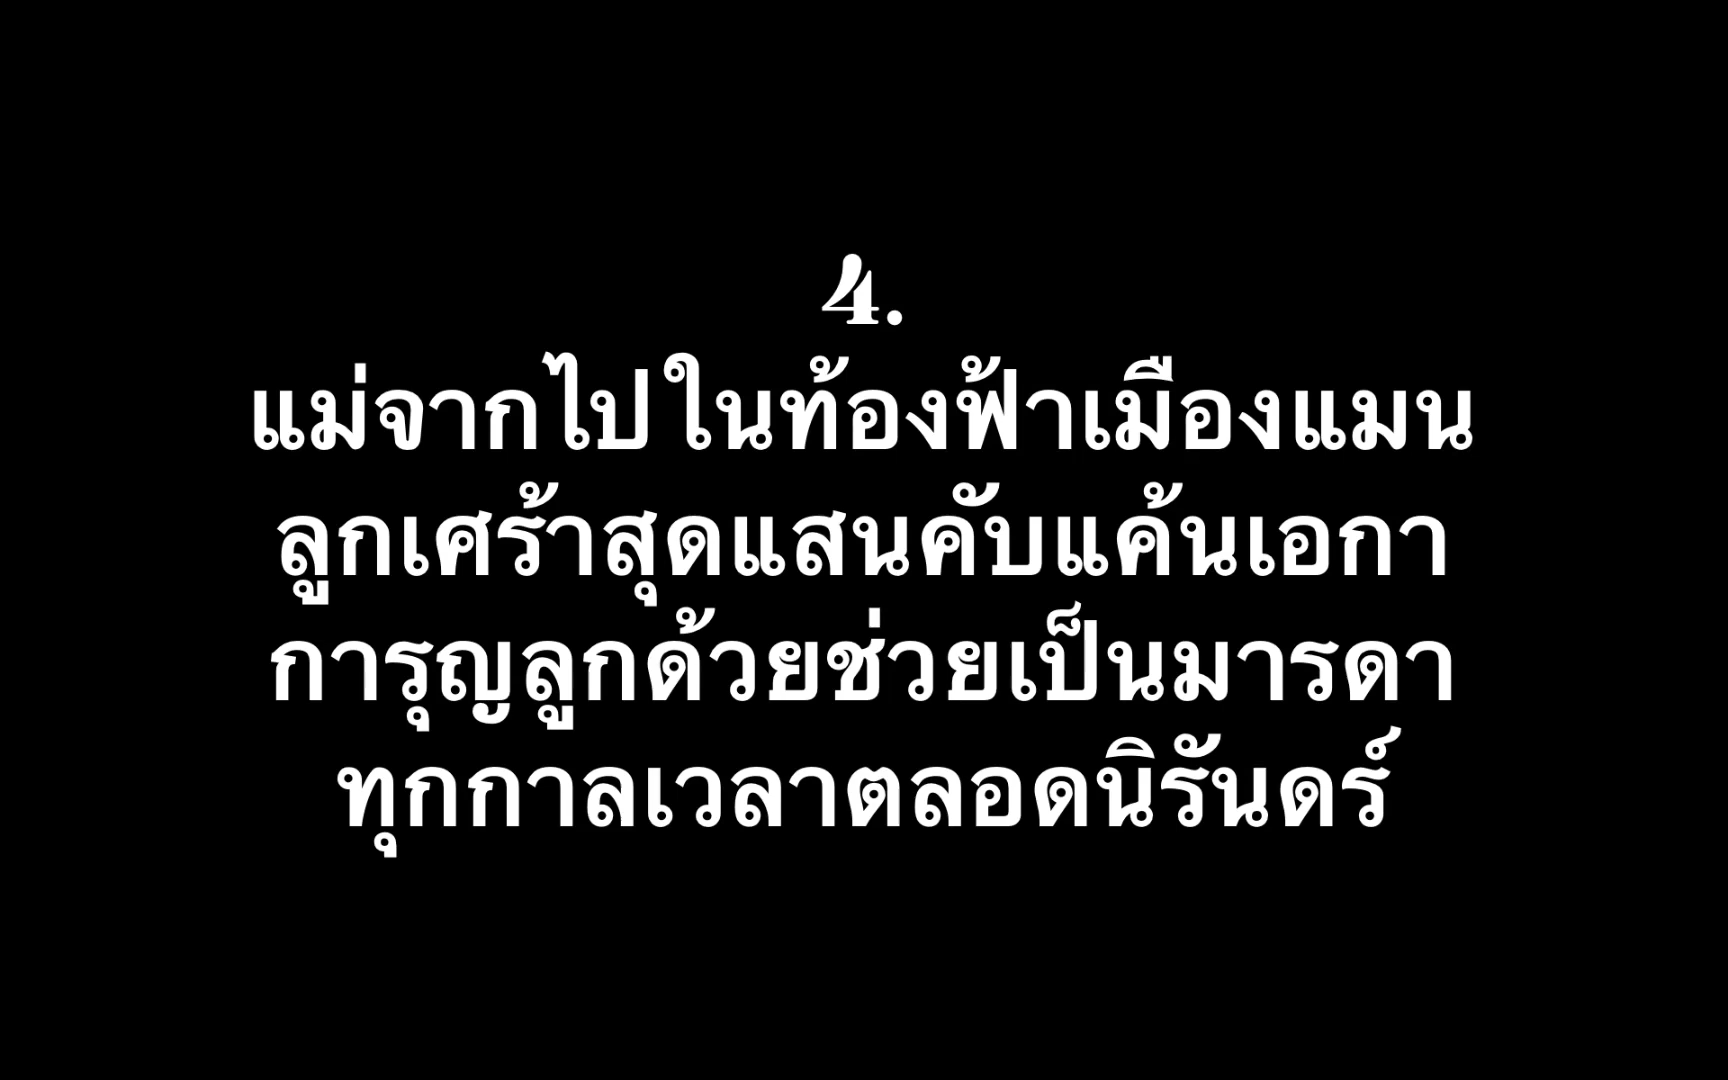 4.
แม่จากไป ในท้องฟ้าเมืองแมน
ลูกเศร้าสุดแสนคับแค้นเอกา
การุญลูกด้วยช่วยเป็นมารดา
ทุกกาลเวลาตลอดนิรันดร์